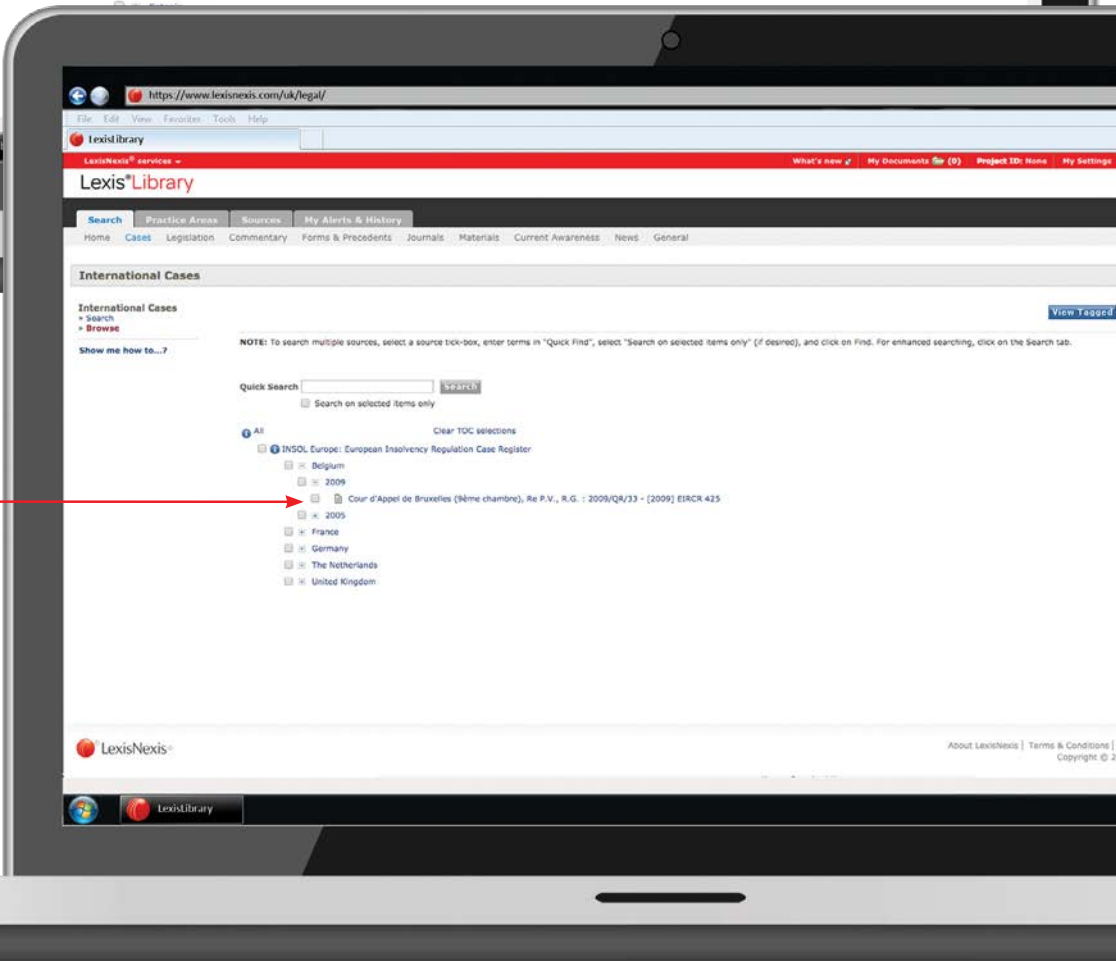 https://www.lexisnexis.com/uk/legal/
File Edit View Favorites Tools Help
LexisLibrary
LexisNexis® services
What's new My Documents (0) Project ID: None My Settings
Lexis®Library
Search Practice Areas Sources My Alerts & History
Home Cases Legislation Commentary Forms & Precedents Journals Materials Current Awareness News General
International Cases
International Cases
» Search
» Browse
View Tagged
Show me how to...?
NOTE: To search multiple sources, select a source tick-box, enter terms in "Quick Find", select "Search on selected items only" (if desired), and click on Find. For enhanced searching, click on the Search tab.
Quick Search Search
Search on selected items only
All Clear TOC selections
INSOL Europe: European Insolvency Regulation Case Register
Belgium
2009
Cour d'Appel de Bruxelles (9ème chambre), Re P.V., R.G. : 2009/QR/33 - [2009] EIRCR 425
2005
France
Germany
The Netherlands
United Kingdom
LexisNexis®
About LexisNexis | Terms & Conditions |
Copyright © 2
LexisLibrary